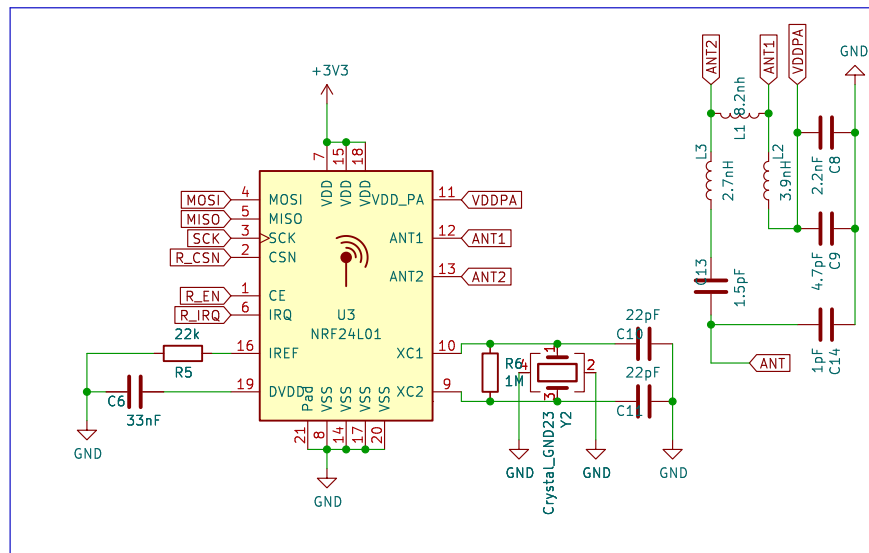 +3V3
7
15
18
VDD
VDD
VDD
MOSI
4
MOSI
MISO
5
MISO
SCK
3
SCK
R_CSN
2
CSN
R_EN
1
CE
R_IRQ
6
IRQ
22k
R5
16
IREF
C6
33nF
19
DVDD
GND
VDD_PA
11
VDDPA
ANT1
12
ANT1
ANT2
13
ANT2
U3
NRF24L01
XC1
10
XC2
9
Pad
VSS
VSS
VSS
VSS
21
8
14
17
20
GND
R6
1M
1
2
3
4
Crystal_GND23
Y2
GND
GND
22pF
C10
22pF
C11
GND
ANT2
ANT1
VDDPA
GND
8.2nh
L1
L3
2.7nH
L2
3.9nH
2.2nF
C8
4.7pF
C9
C13
1.5pF
1pF
C14
ANT